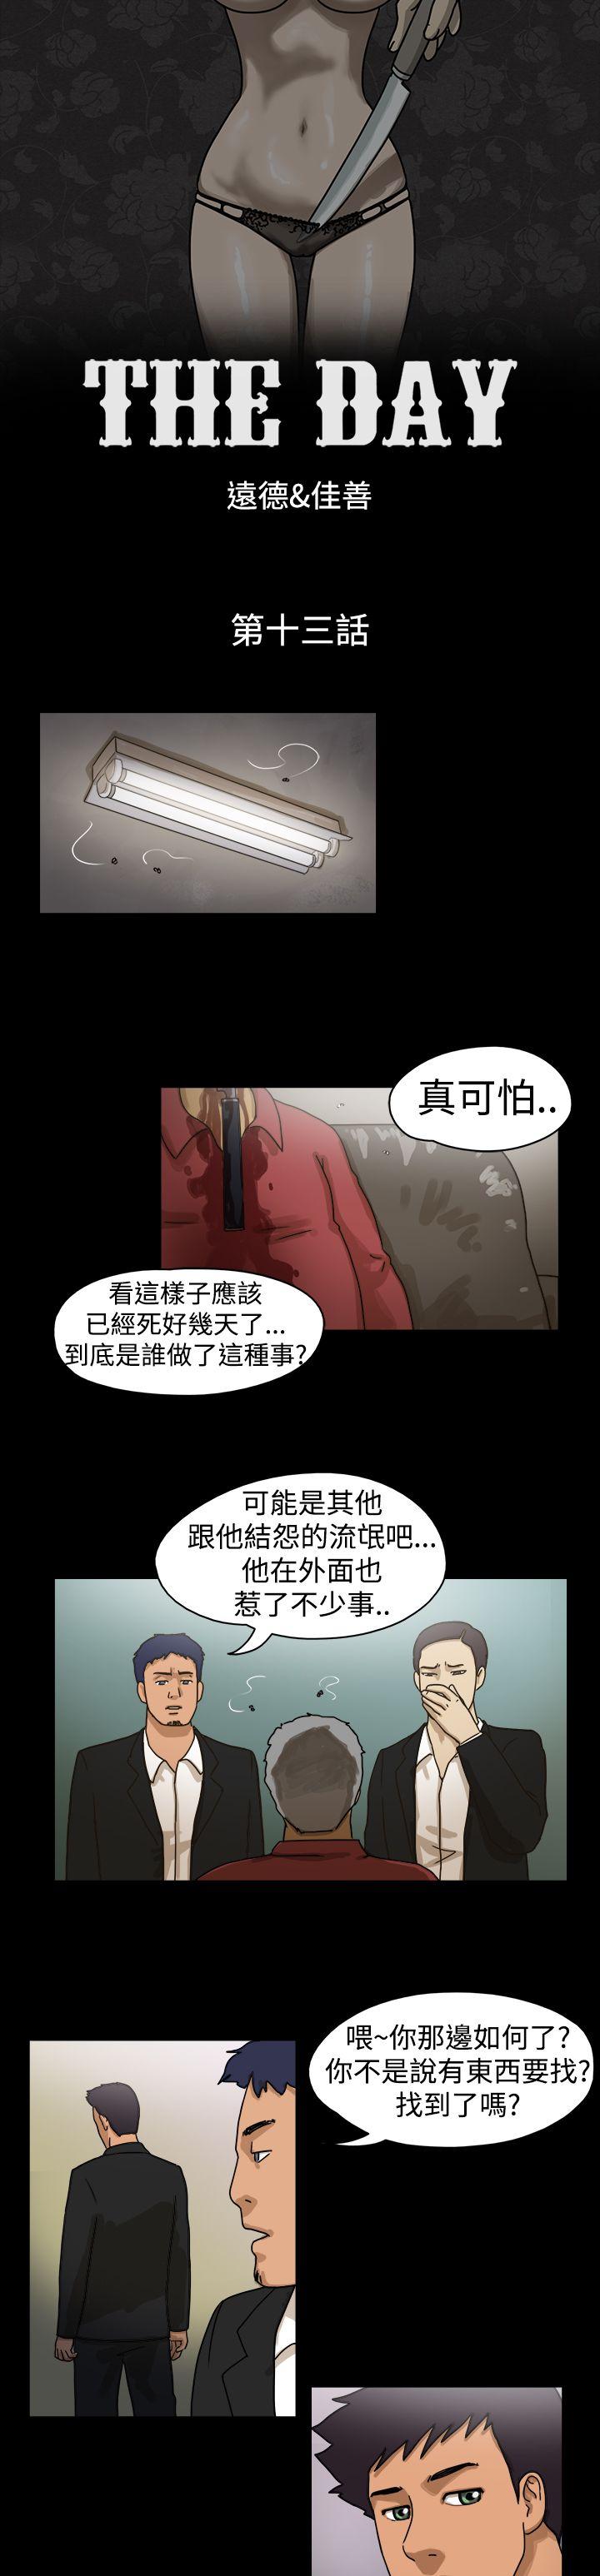 THE DAY
遠德&佳善
第十三話
真可怕..
看這樣子應該
已經死好幾天了...
到底是誰做了這種事?
可能是其他
跟他結怨的流氓吧...
他在外面也
惹了不少事..
喂~你那邊如何了?
你不是說有東西要找?
找到了嗎?